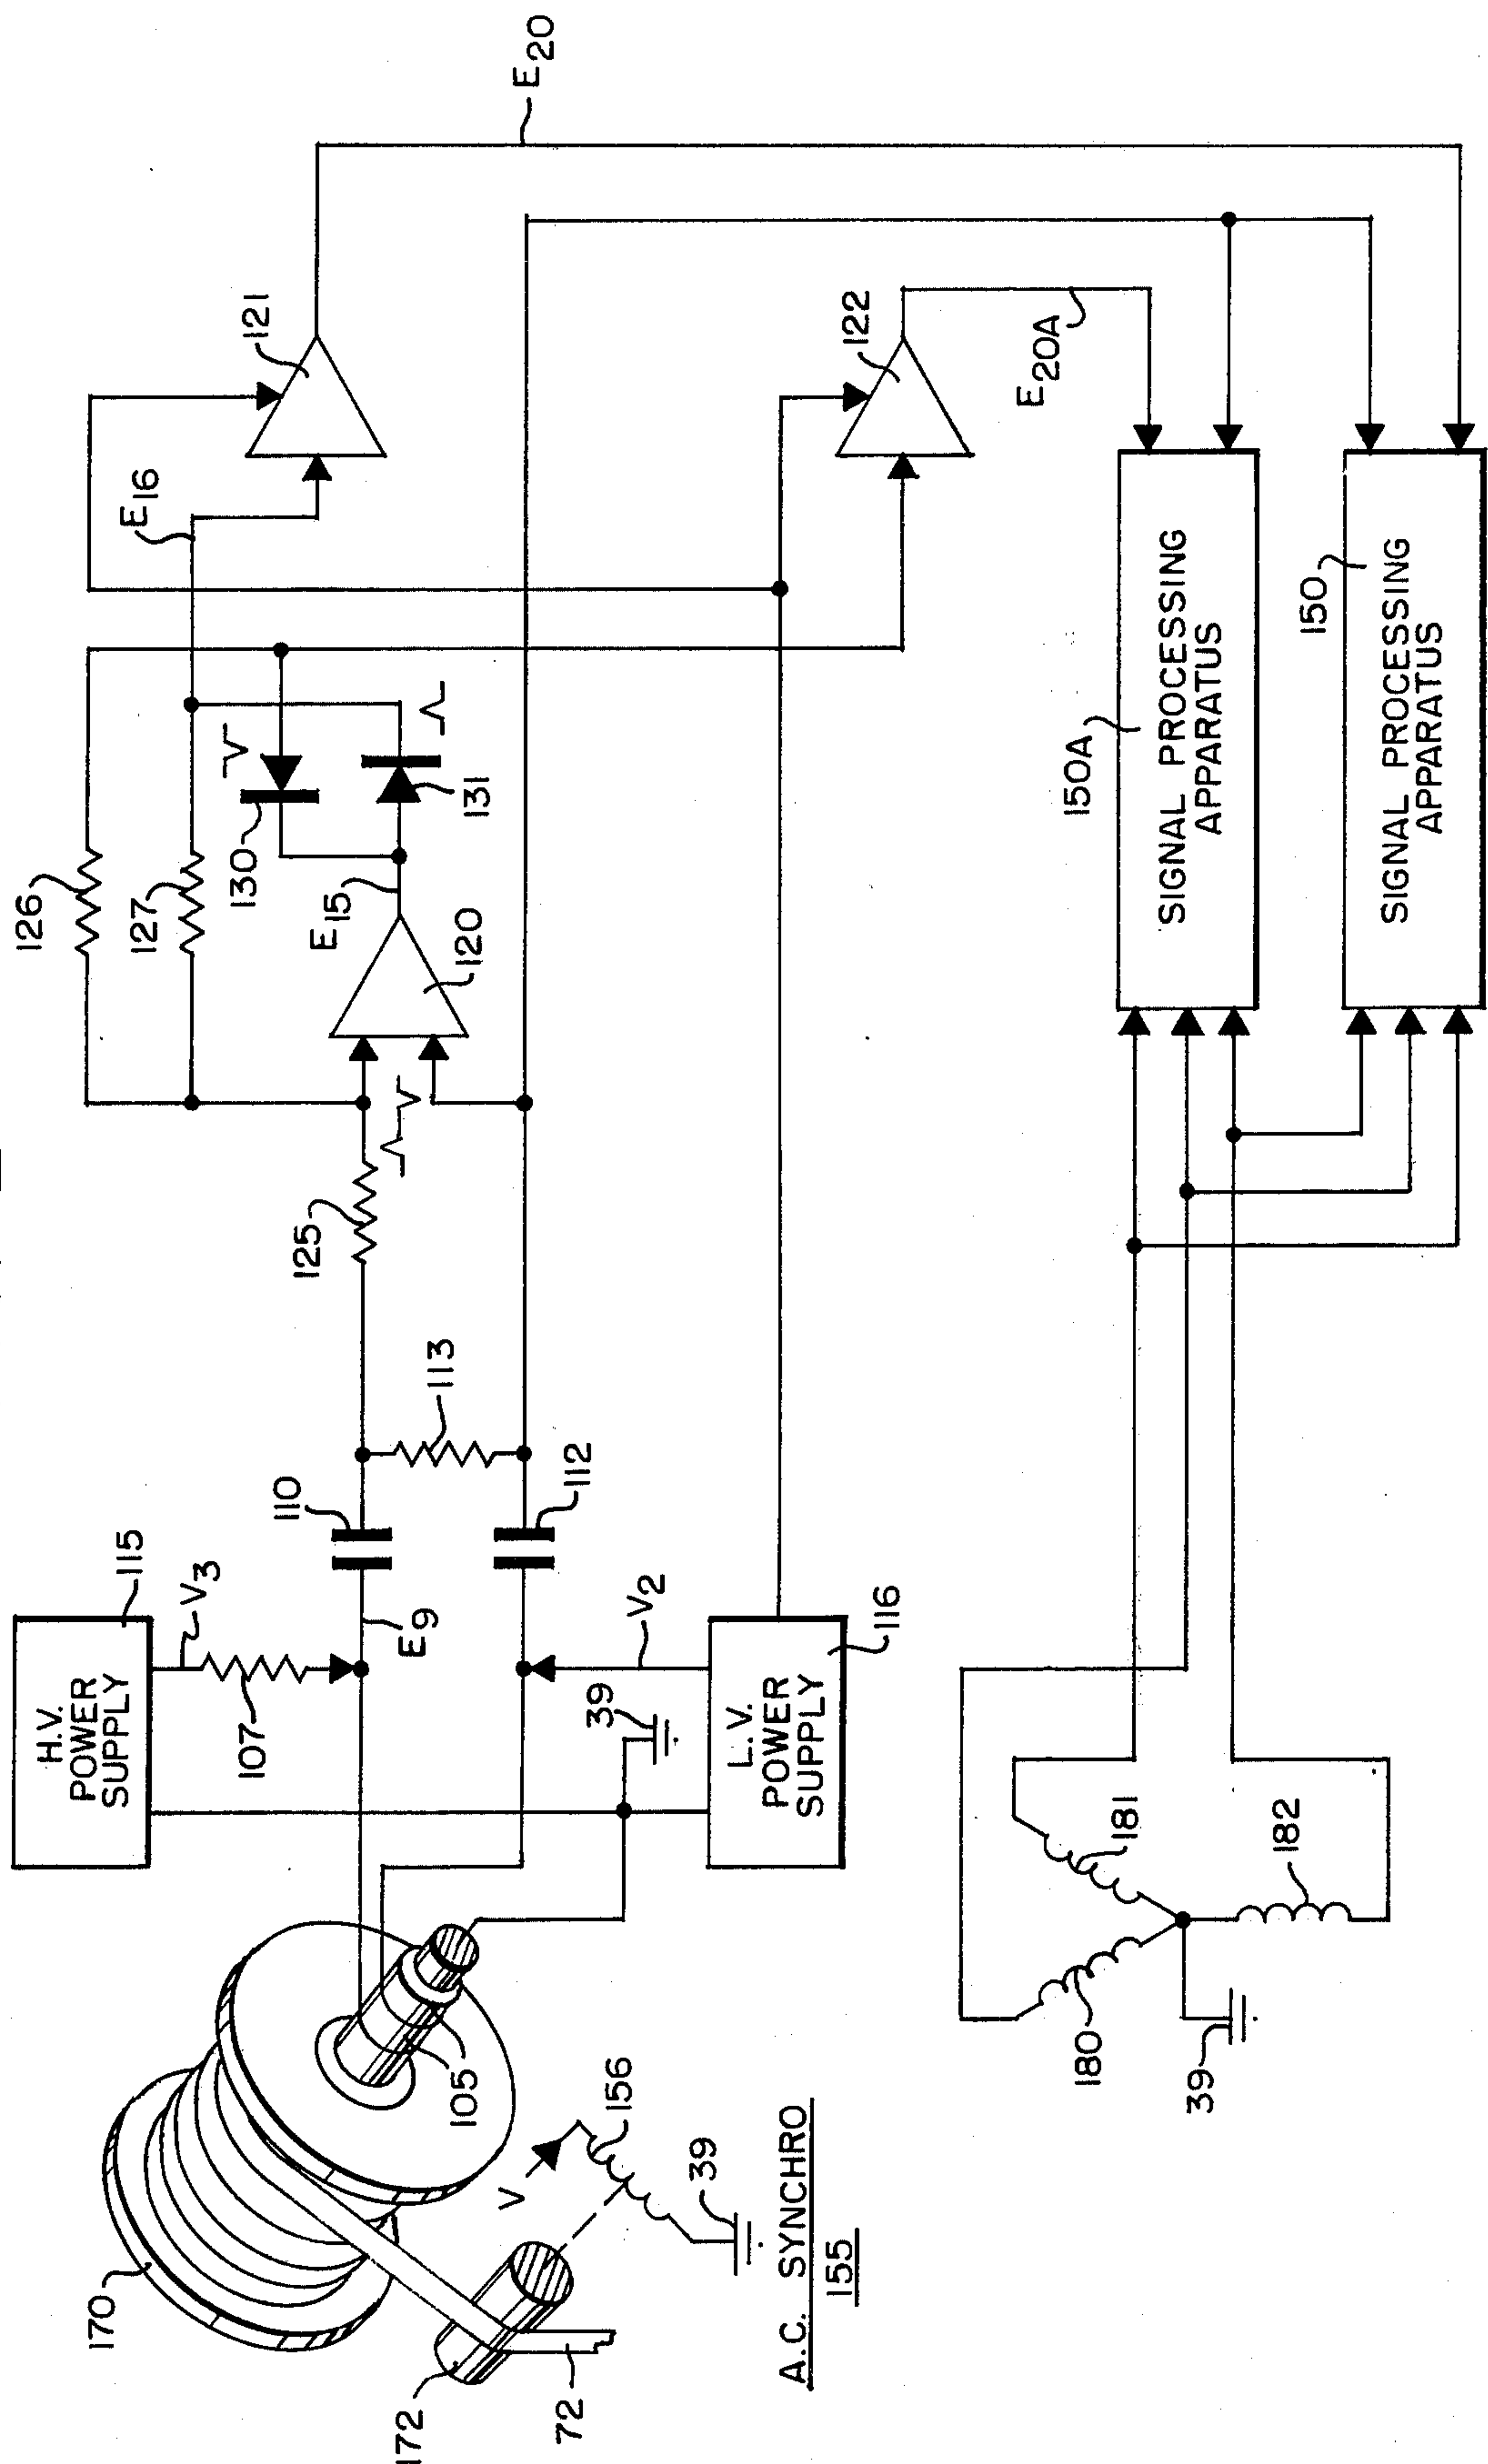 H.V.
POWER
SUPPLY
115
V3
107
E9
110
112
113
125
126
127
E15
120
130
131
E16
121
E20
122
E20A
L.V.
POWER
SUPPLY
116
V2
39
170
172
72
105
V
156
39
A.C. SYNCHRO
155
180
181
182
39
150A
SIGNAL PROCESSING
APPARATUS
150
SIGNAL PROCESSING
APPARATUS